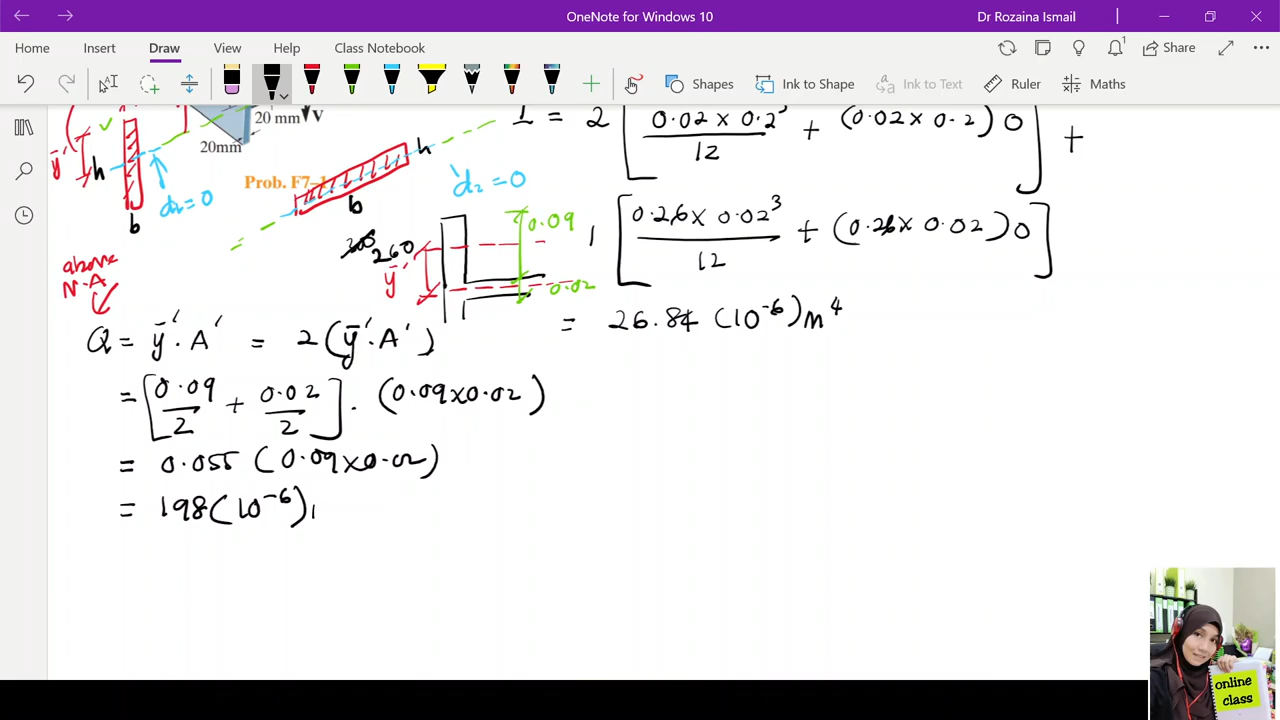 OneNote for Windows 10
Dr Rozaina Ismail
Home Insert Draw View Help Class Notebook
Share
Shapes
Ink to Shape
Ink to Text
Ruler
Maths
20 mm V
20mm
ȳ'
h
b
d₂ = 0
Prob. F7–1
h
b
d₂ = 0
I = 2 [ 0.02 x 0.2³ / 12 + (0.02 x 0.2) 0 ] +
1 [ 0.26 x 0.02³ / 12 + (0.26 x 0.02) 0 ]
= 26.84 (10⁻⁶) m⁴
260
ȳ'
0.09
0.02
above
N-A
Q = ȳ'. A' = 2 (ȳ'. A')
= [ 0.09 / 2 + 0.02 / 2 ] . (0.09 x 0.02)
= 0.055 (0.09 x 0.02)
= 198 (10⁻⁶)
online
class